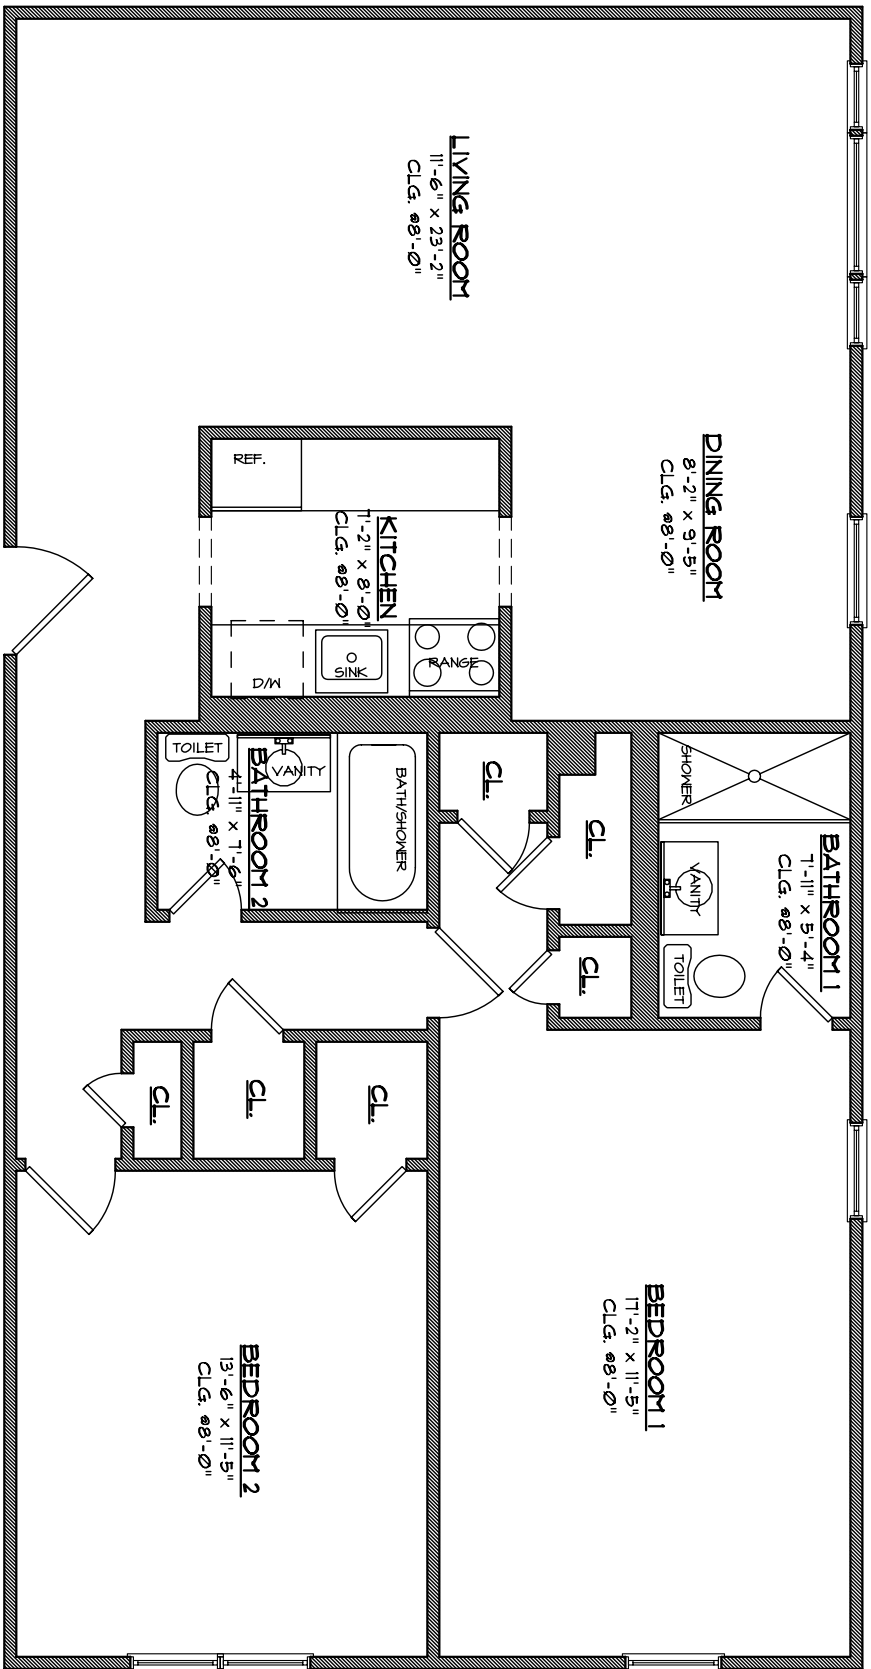 LIVING ROOM
11'-6" x 23'-2"
CLG. @8'-0"
DINING ROOM
8'-2" x 9'-5"
CLG. @8'-0"
REF.
KITCHEN
7'-2" x 8'-0"
CLG. @8'-0"
D/W
SINK
RANGE
TOILET
VANITY
BATH/SHOWER
BATHROOM 2
4'-11" x 7'-6"
CLG. @8'-0"
CL.
CL.
CL.
SHOWER
VANITY
TOILET
BATHROOM 1
7'-11" x 5'-4"
CLG. @8'-0"
CL.
CL.
CL.
BEDROOM 1
17'-2" x 11'-5"
CLG. @8'-0"
BEDROOM 2
13'-6" x 11'-5"
CLG. @8'-0"